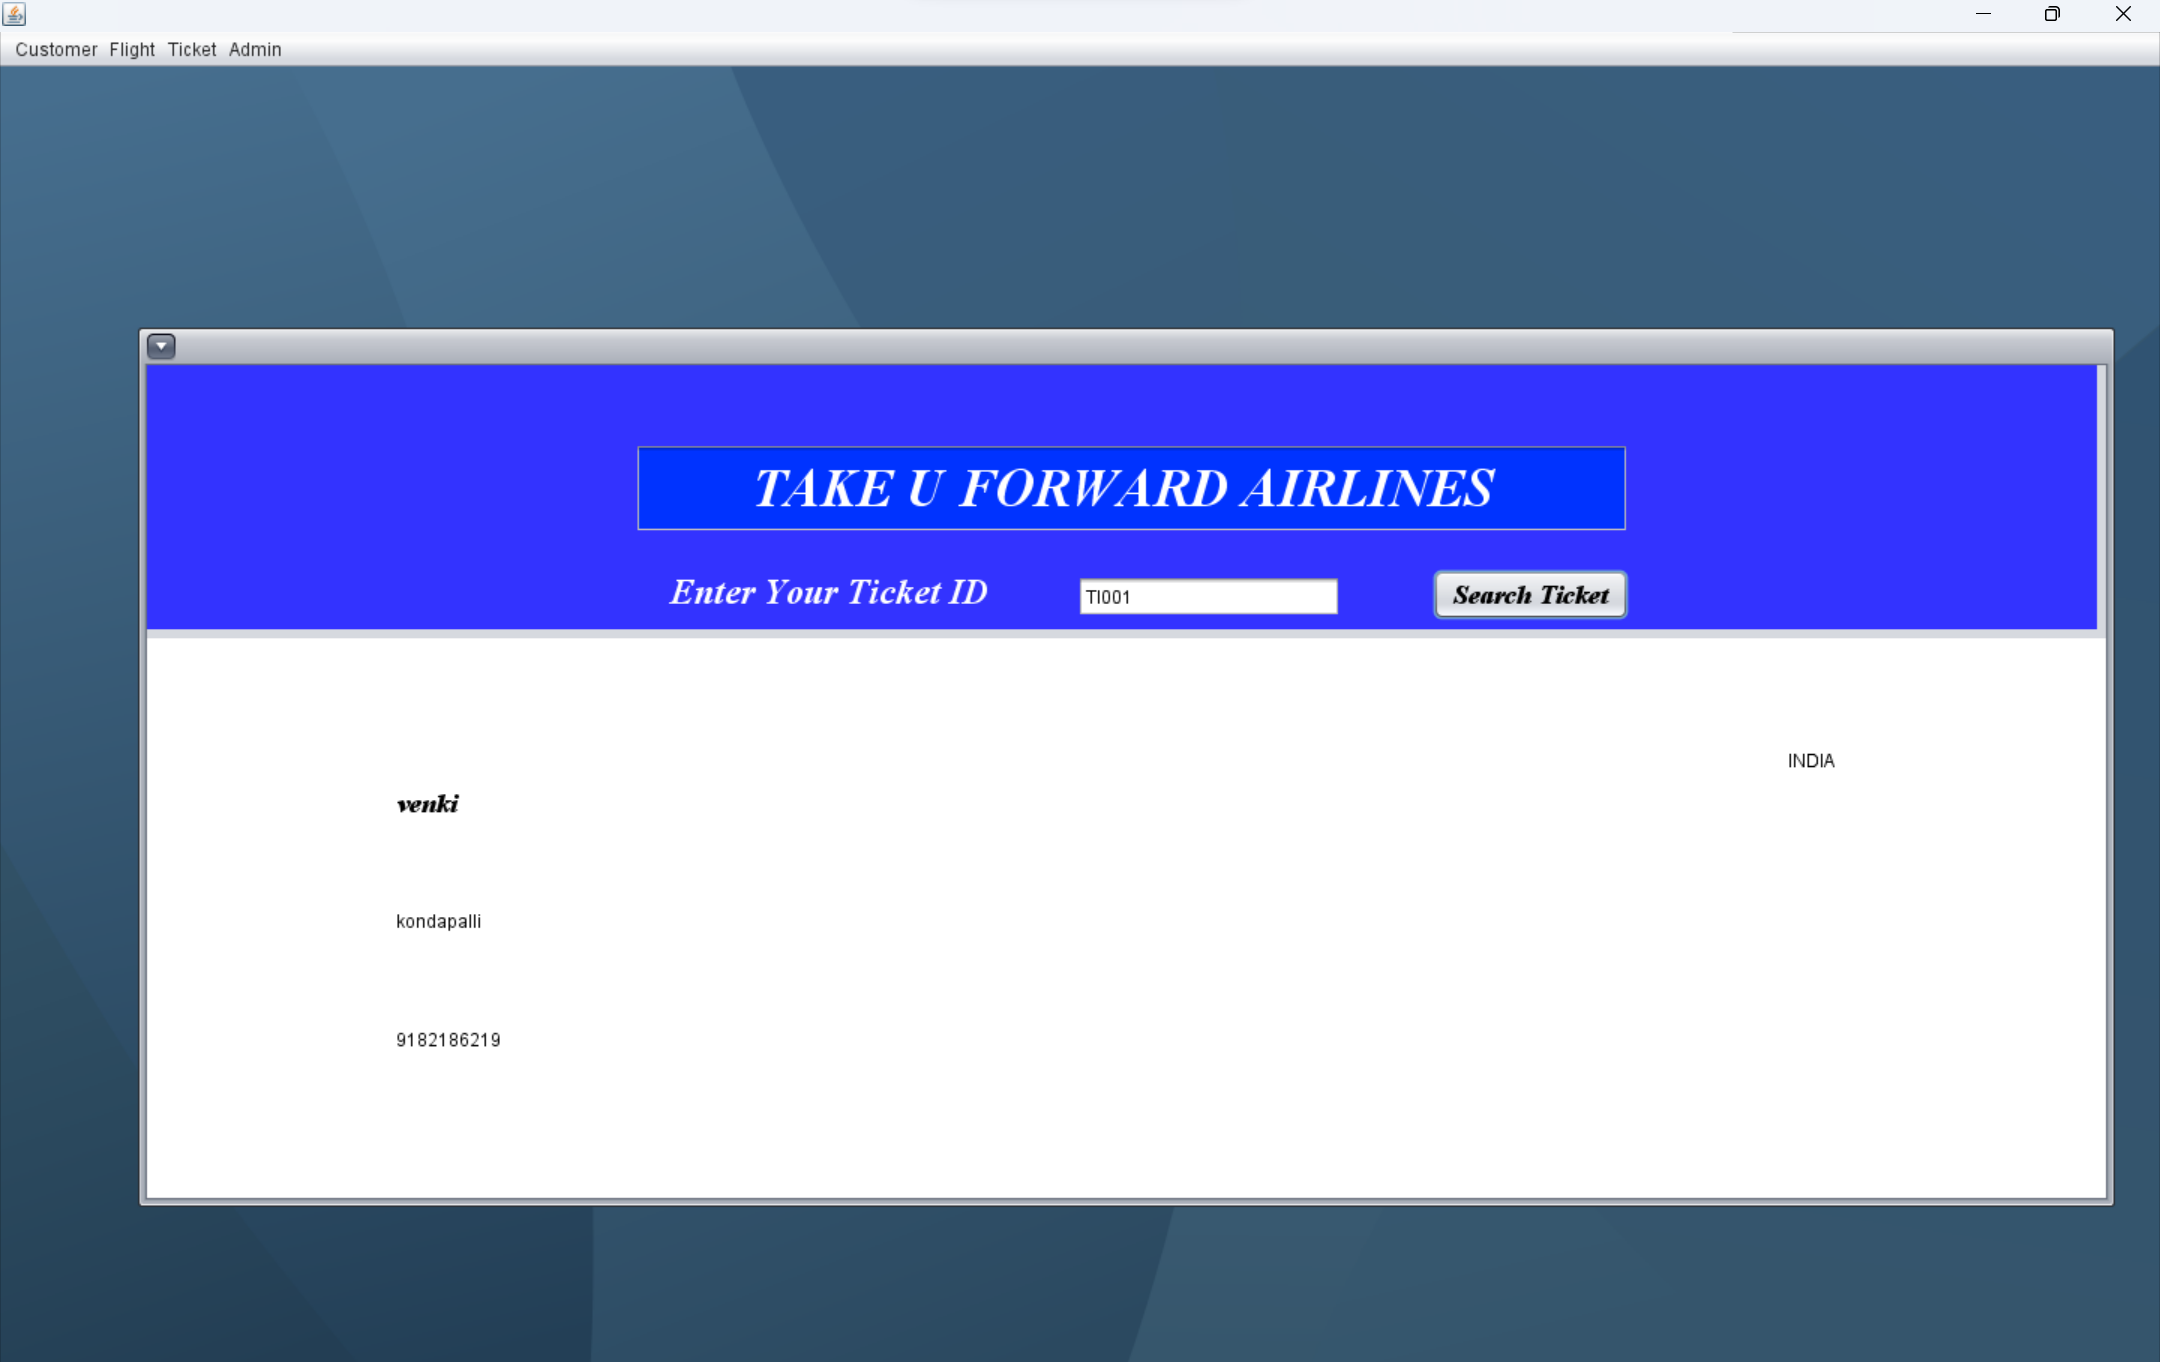 Customer Flight Ticket Admin
TAKE U FORWARD AIRLINES
Enter Your Ticket ID TI001 Search Ticket
INDIA
venki
kondapalli
9182186219